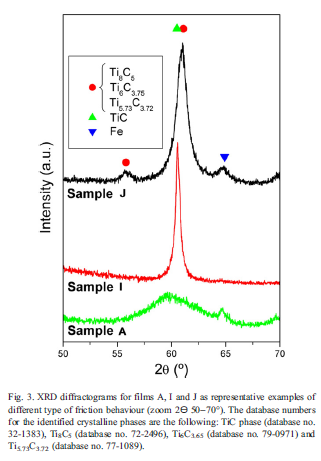 Ti8C5
Ti6C3.75
Ti5.73C3.72
TiC
Fe
Intensity (a.u.)
Sample J
Sample I
Sample A
50 55 60 65 70
2θ (º)
Fig. 3. XRD diffractograms for films A, I and J as representative examples of
different type of friction behaviour (zoom 2Θ 50–70°). The database numbers
for the identified crystalline phases are the following: TiC phase (database no.
32-1383), Ti8C5 (database no. 72-2496), Ti6C3.65 (database no. 79-0971) and
Ti5.73C3.72 (database no. 77-1089).